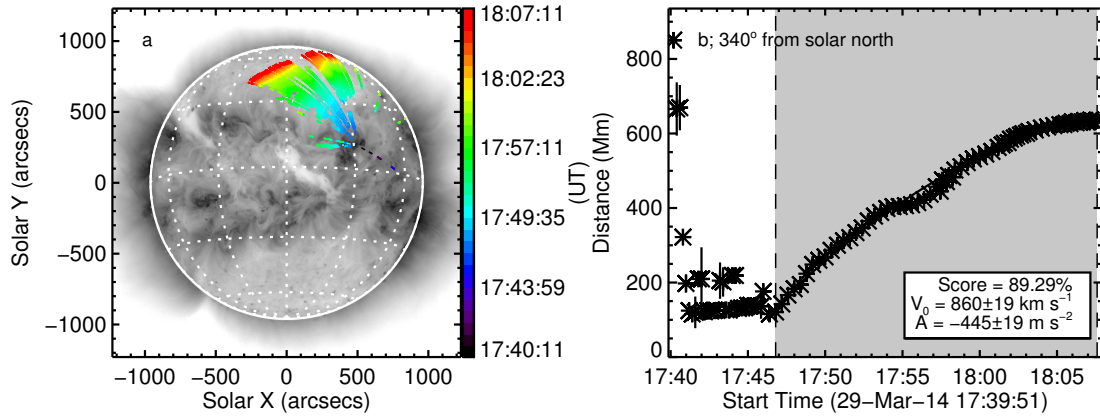 a
1000
500
0
−500
−1000
−1000 −500 0 500 1000
Solar X (arcsecs)
Solar Y (arcsecs)
18:07:11
18:02:23
17:57:11
17:49:35
17:43:59
17:40:11
(UT)
b; 340° from solar north
800
600
400
200
0
Distance (Mm)
Score = 89.29%
V₀ = 860±19 km s⁻¹
A = −445±19 m s⁻²
17:40 17:45 17:50 17:55 18:00 18:05
Start Time (29−Mar−14 17:39:51)